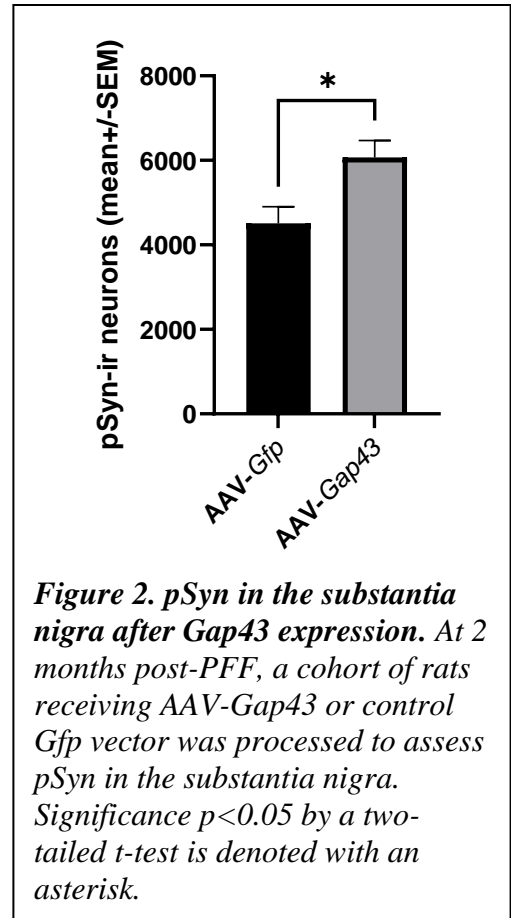 *
8000
6000
4000
2000
0
pSyn-ir neurons (mean+/-SEM)
AAV-Gfp
AAV-Gap43
Figure 2. pSyn in the substantia
nigra after Gap43 expression. At 2
months post-PFF, a cohort of rats
receiving AAV-Gap43 or control
Gfp vector was processed to assess
pSyn in the substantia nigra.
Significance p<0.05 by a two-
tailed t-test is denoted with an
asterisk.